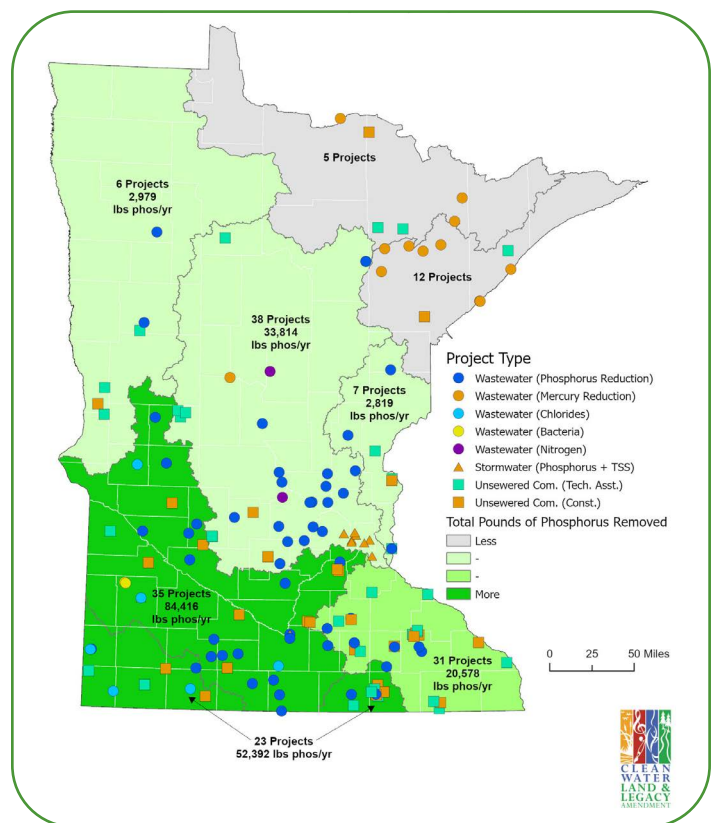 5 Projects
6 Projects
2,979
lbs phos/yr
12 Projects
38 Projects
33,814
lbs phos/yr
7 Projects
2,819
lbs phos/yr
Project Type
Wastewater (Phosphorus Reduction)
Wastewater (Mercury Reduction)
Wastewater (Chlorides)
Wastewater (Bacteria)
Wastewater (Nitrogen)
Stormwater (Phosphorus + TSS)
Unsewered Com. (Tech. Asst.)
Unsewered Com. (Const.)
Total Pounds of Phosphorus Removed
Less
-
-
More
35 Projects
84,416
lbs phos/yr
31 Projects
20,578
lbs phos/yr
0 25 50 Miles
23 Projects
52,392 lbs phos/yr
CLEAN
WATER
LAND &
LEGACY
AMENDMENT